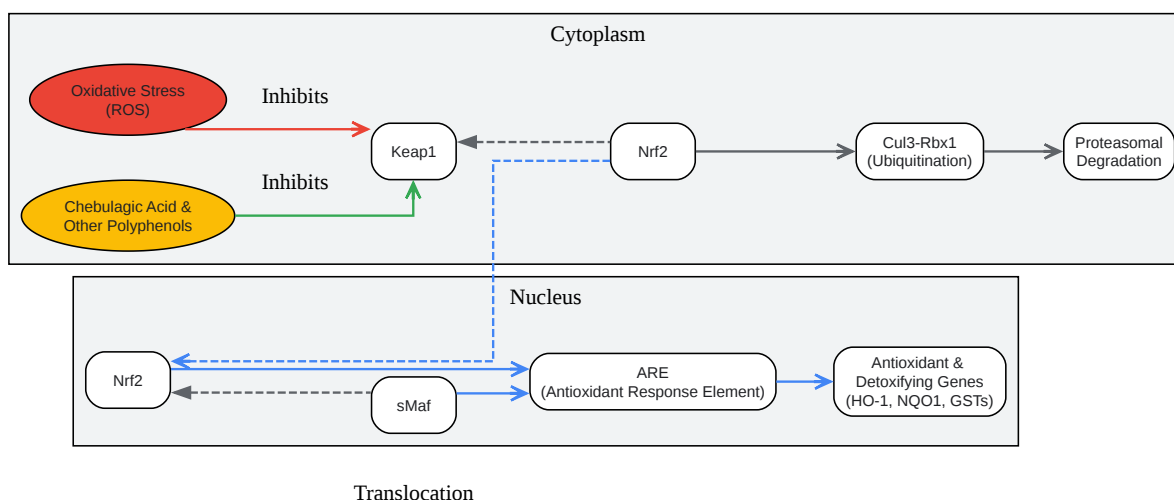 Cytoplasm
Oxidative Stress
(ROS)
Inhibits
Keap1
Nrf2
Cul3-Rbx1
(Ubiquitination)
Proteasomal
Degradation
Inhibits
Chebulagic Acid &
Other Polyphenols
Nucleus
Nrf2
sMaf
ARE
(Antioxidant Response Element)
Antioxidant &
Detoxifying Genes
(HO-1, NQO1, GSTs)
Translocation